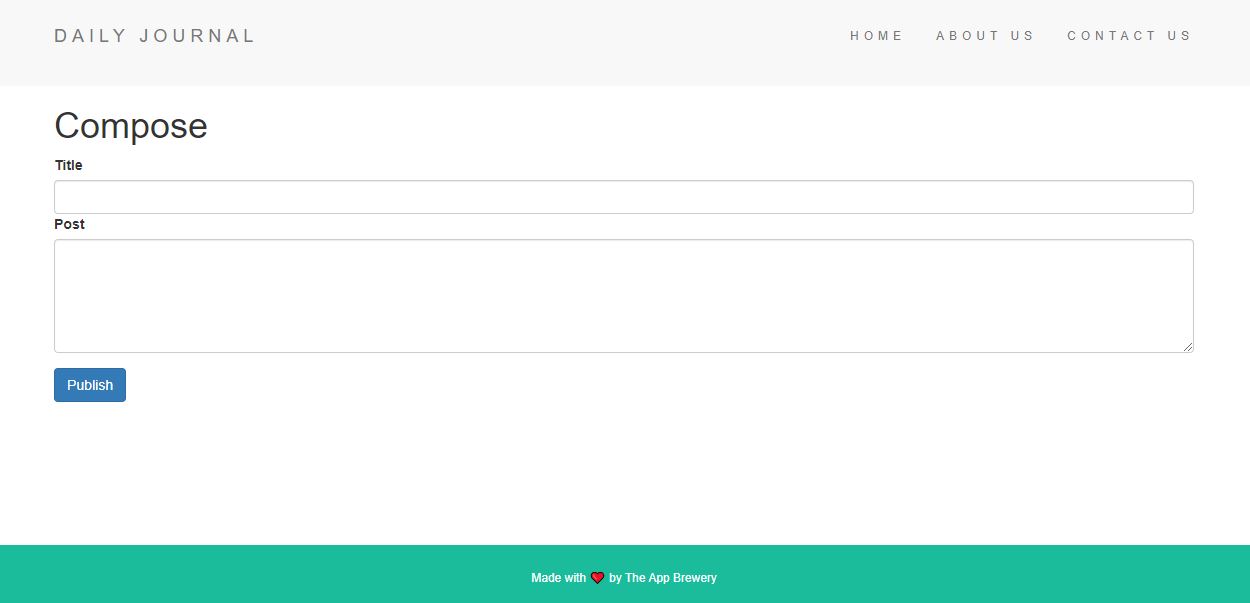 DAILY JOURNAL HOME ABOUT US CONTACT US
Compose
Title
Post
Publish
Made with ❤ by The App Brewery